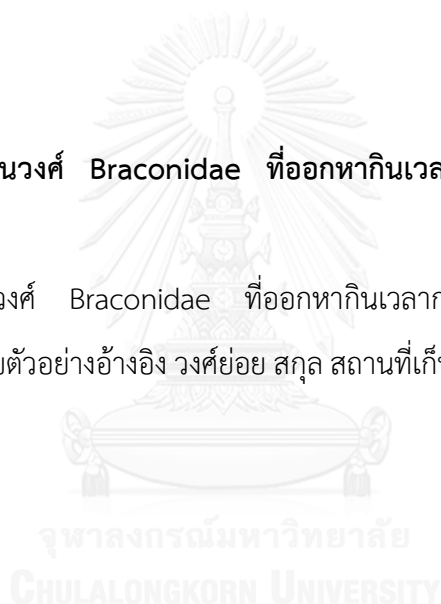 นวงศ์ Braconidae ที่ออกหากินเวล
วงศ์ Braconidae ที่ออกหากินเวลาก
บตัวอย่างอ้างอิง วงศ์ย่อย สกุล สถานที่เก็
จุฬาลงกรณ์มหาวิทยาลัย
CHULALONGKORN UNIVERSITY